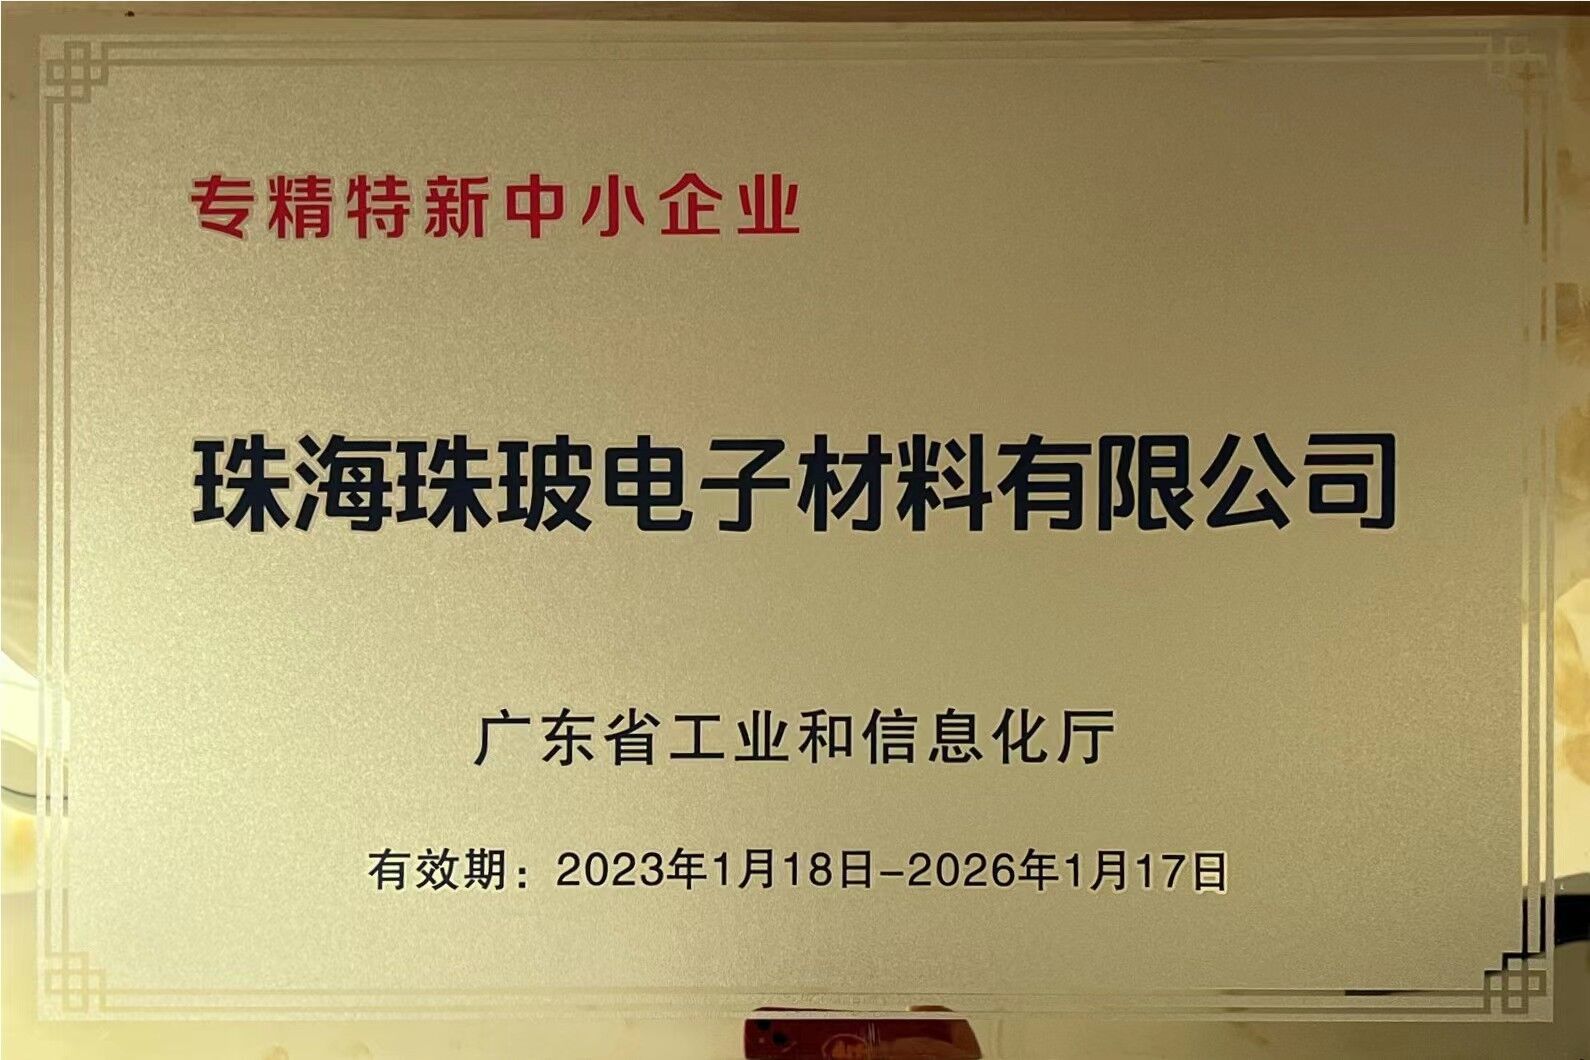 专精特新中小企业
珠海珠玻电子材料有限公司
广东省工业和信息化厅
有效期：2023年1月18日-2026年1月17日